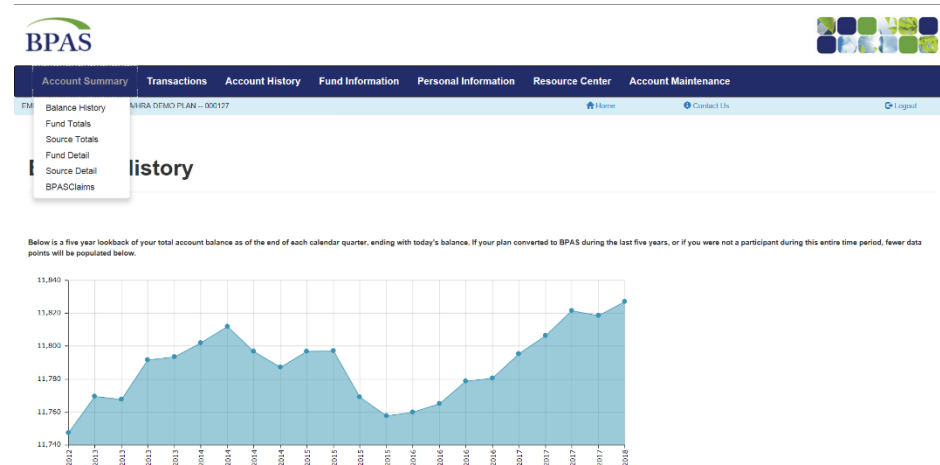 BPAS
Account Summary Transactions Account History Fund Information Personal Information Resource Center Account Maintenance
HRA DEMO PLAN -- 000127 Home Contact Us Logout
Balance History
Fund Totals
Source Totals
Fund Detail
Source Detail
BPASClaims
istory
Below is a five year lookback of your total account balance as of the end of each calendar quarter, ending with today's balance. If your plan converted to BPAS during the last five years, or if you were not a participant during this entire time period, fewer data
points will be populated below.
11,840
11,820
11,800
11,780
11,760
11,740
2012 2013 2013 2013 2013 2014 2014 2014 2014 2015 2015 2015 2015 2016 2016 2016 2016 2017 2017 2017 2017 2018